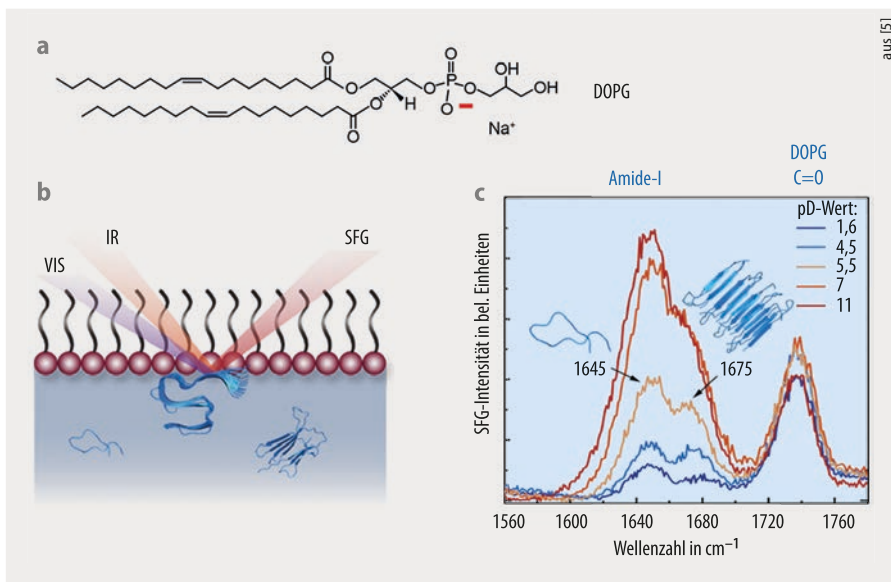 aus [5]
a
O
O
O
O
O
P
O
O
H
O
OH
OH
Na⁺
DOPG
b
IR
VIS
SFG
c
Amide-I
DOPG
C=O
pD-Wert:
1,6
4,5
5,5
7
11
1645
1675
SFG-Intensität in bel. Einheiten
1560 1600 1640 1680 1720 1760
Wellenzahl in cm⁻¹